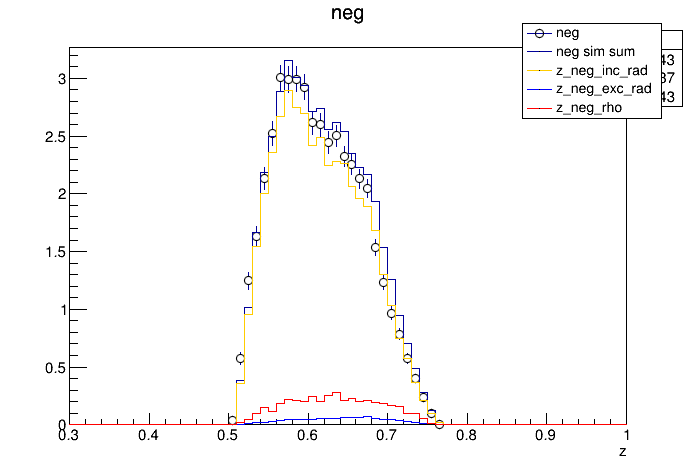 neg
neg
neg sim sum
z_neg_inc_rad
z_neg_exc_rad
z_neg_rho
43
37
43
3
2.5
2
1.5
1
0.5
0
0.3 0.4 0.5 0.6 0.7 0.8 0.9 1
z